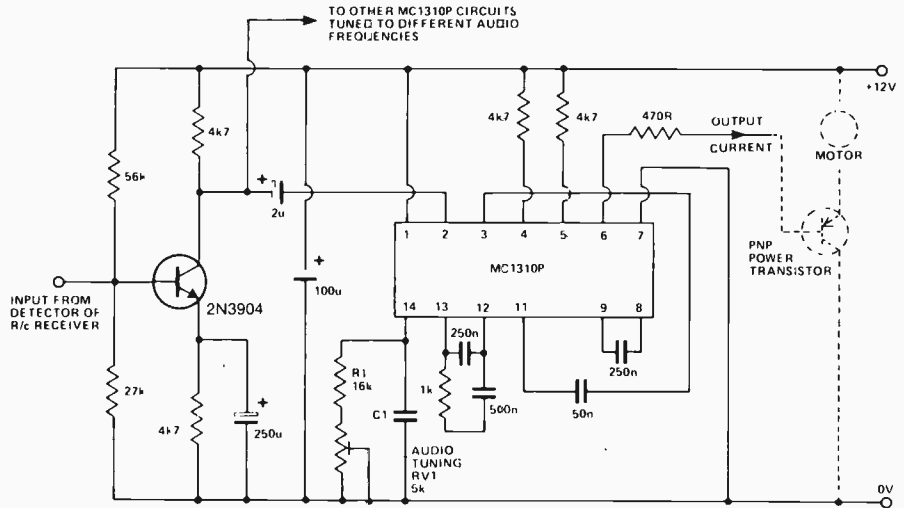 TO OTHER MC1310P CIRCUITS
TUNED TO DIFFERENT AUDIO
FREQUENCIES
+12V
4k7
4k7
4k7
470R
OUTPUT
CURRENT
MOTOR
56k
+
2u
1 2 3 4 5 6 7
MC1310P
14 13 12 11 9 8
PNP
POWER
TRANSISTOR
+
100u
INPUT FROM
DETECTOR OF
R/c RECEIVER
2N3904
250n
250n
R1
16k
1k
500n
50n
27k
4k7
+
250u
C1
AUDIO
TUNING
RV1
5k
0V